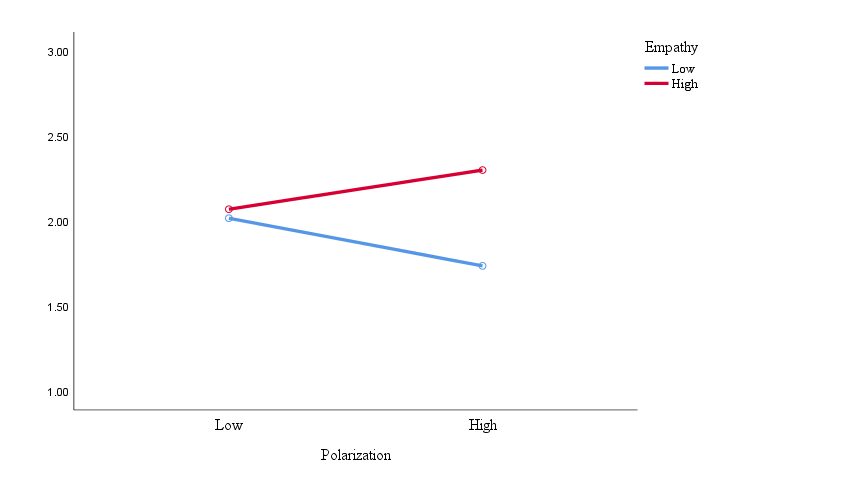 3.00
2.50
2.00
1.50
1.00
Low
High
Polarization
Empathy
Low
High